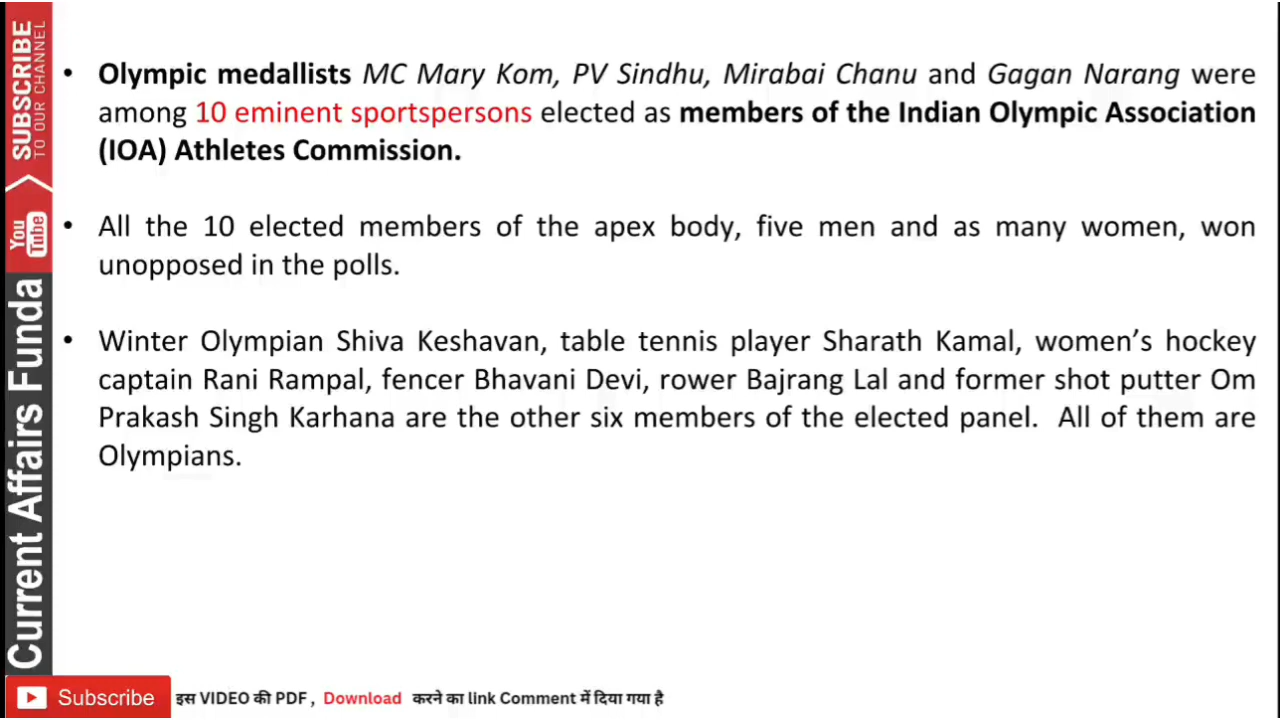 SUBSCRIBE
TO OUR CHANNEL
You
Tube
Current Affairs Funda
• Olympic medallists MC Mary Kom, PV Sindhu, Mirabai Chanu and Gagan Narang were
among 10 eminent sportspersons elected as members of the Indian Olympic Association
(IOA) Athletes Commission.
• All the 10 elected members of the apex body, five men and as many women, won
unopposed in the polls.
• Winter Olympian Shiva Keshavan, table tennis player Sharath Kamal, women’s hockey
captain Rani Rampal, fencer Bhavani Devi, rower Bajrang Lal and former shot putter Om
Prakash Singh Karhana are the other six members of the elected panel. All of them are
Olympians.
Subscribe इस VIDEO की PDF , Download करने का link Comment में दिया गया है